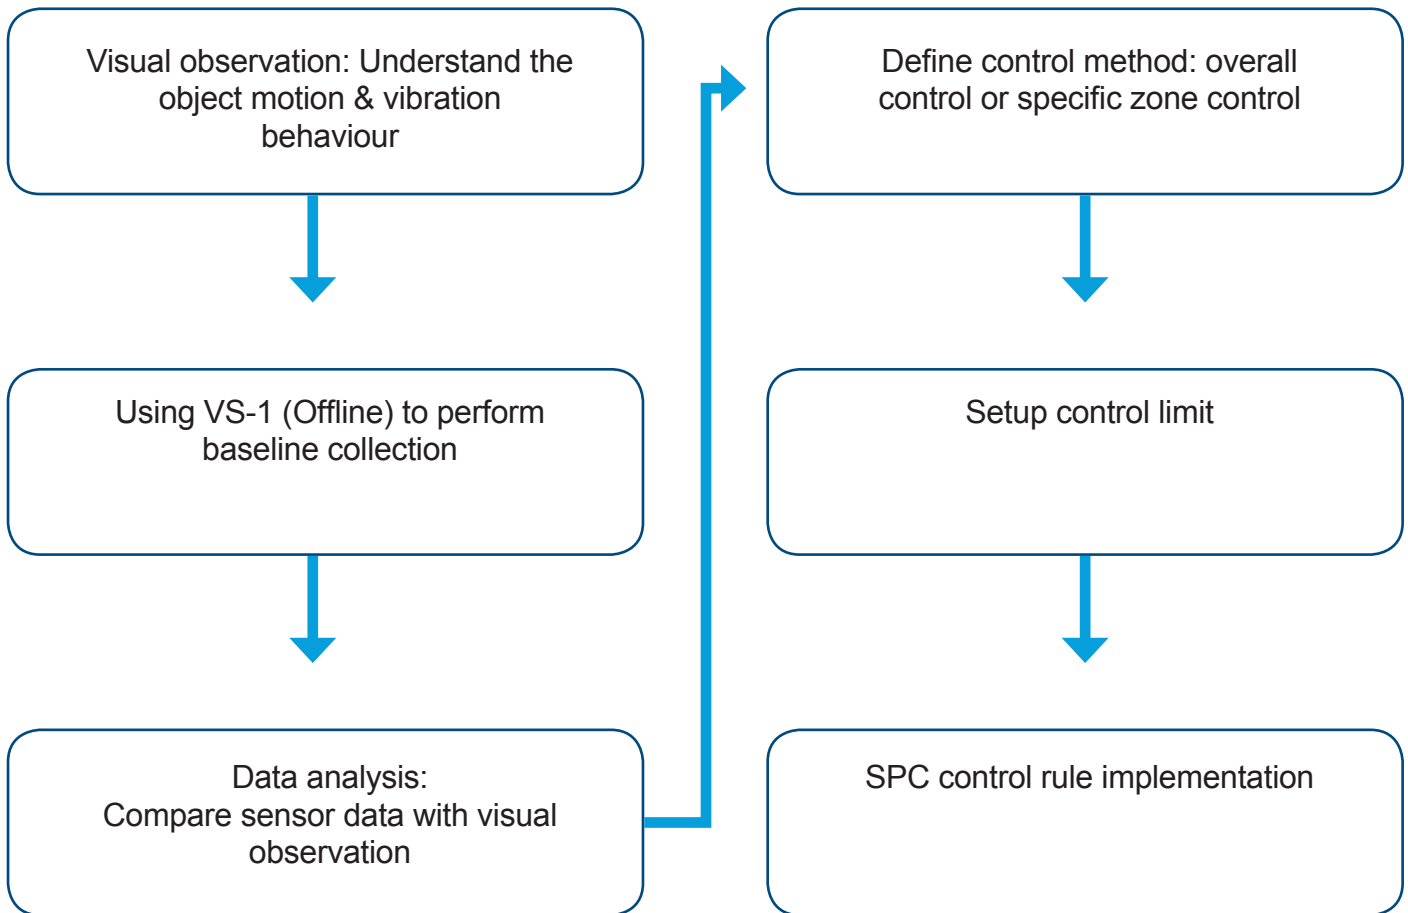 Visual observation: Understand the
object motion & vibration
behaviour
Using VS-1 (Offline) to perform
baseline collection
Data analysis:
Compare sensor data with visual
observation
Define control method: overall
control or specific zone control
Setup control limit
SPC control rule implementation